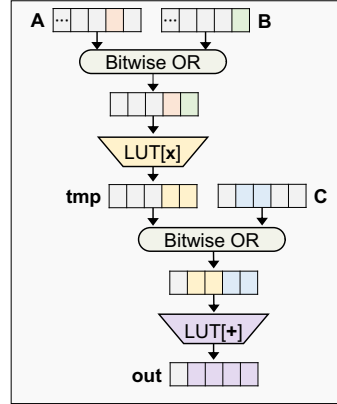 A ... ... B
Bitwise OR
LUT[x]
tmp C
Bitwise OR
LUT[+]
out